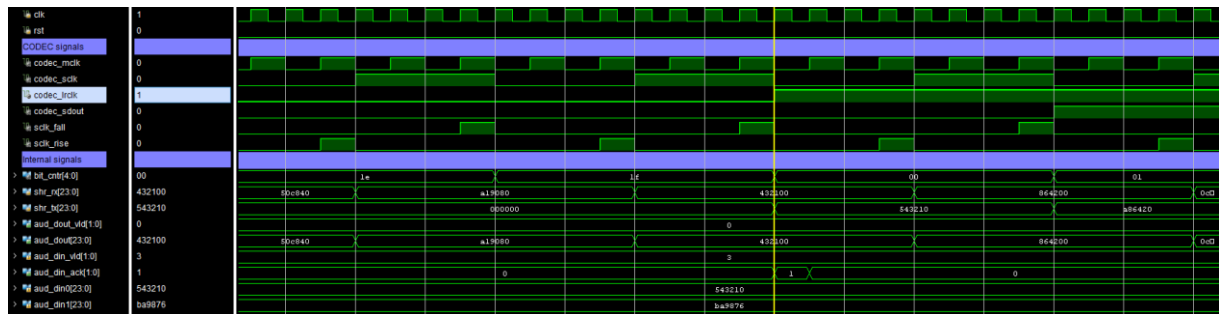 clk 1
rst 0
CODEC signals
codec_mclk 0
codec_sclk 0
codec_lrclk 1
codec_sdout 0
sclk_fall 0
sclk_rise 0
Internal signals
bit_cntr[4:0] 00 1e 1f 00 01
shr_rx[23:0] 432100 50c840 a19080 432100 864200 0c
shr_tx[23:0] 543210 000000 543210 a86420
aud_dout_vld[1:0] 0 0
aud_dout[23:0] 432100 50c840 a19080 432100 864200 0c
aud_din_vld[1:0] 3 3
aud_din_ack[1:0] 1 0 1 0
aud_din0[23:0] 543210 543210
aud_din1[23:0] ba9876 ba9876